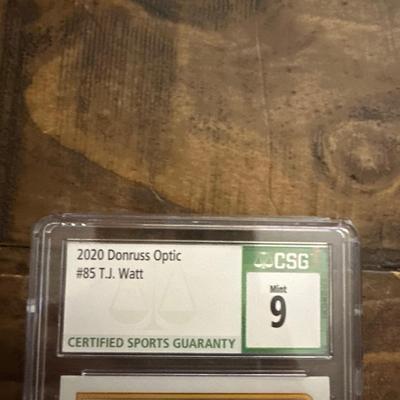 2020 Donruss Optic
#85 T.J. Watt
CERTIFIED SPORTS GUARANTY
CSG
Mint
9